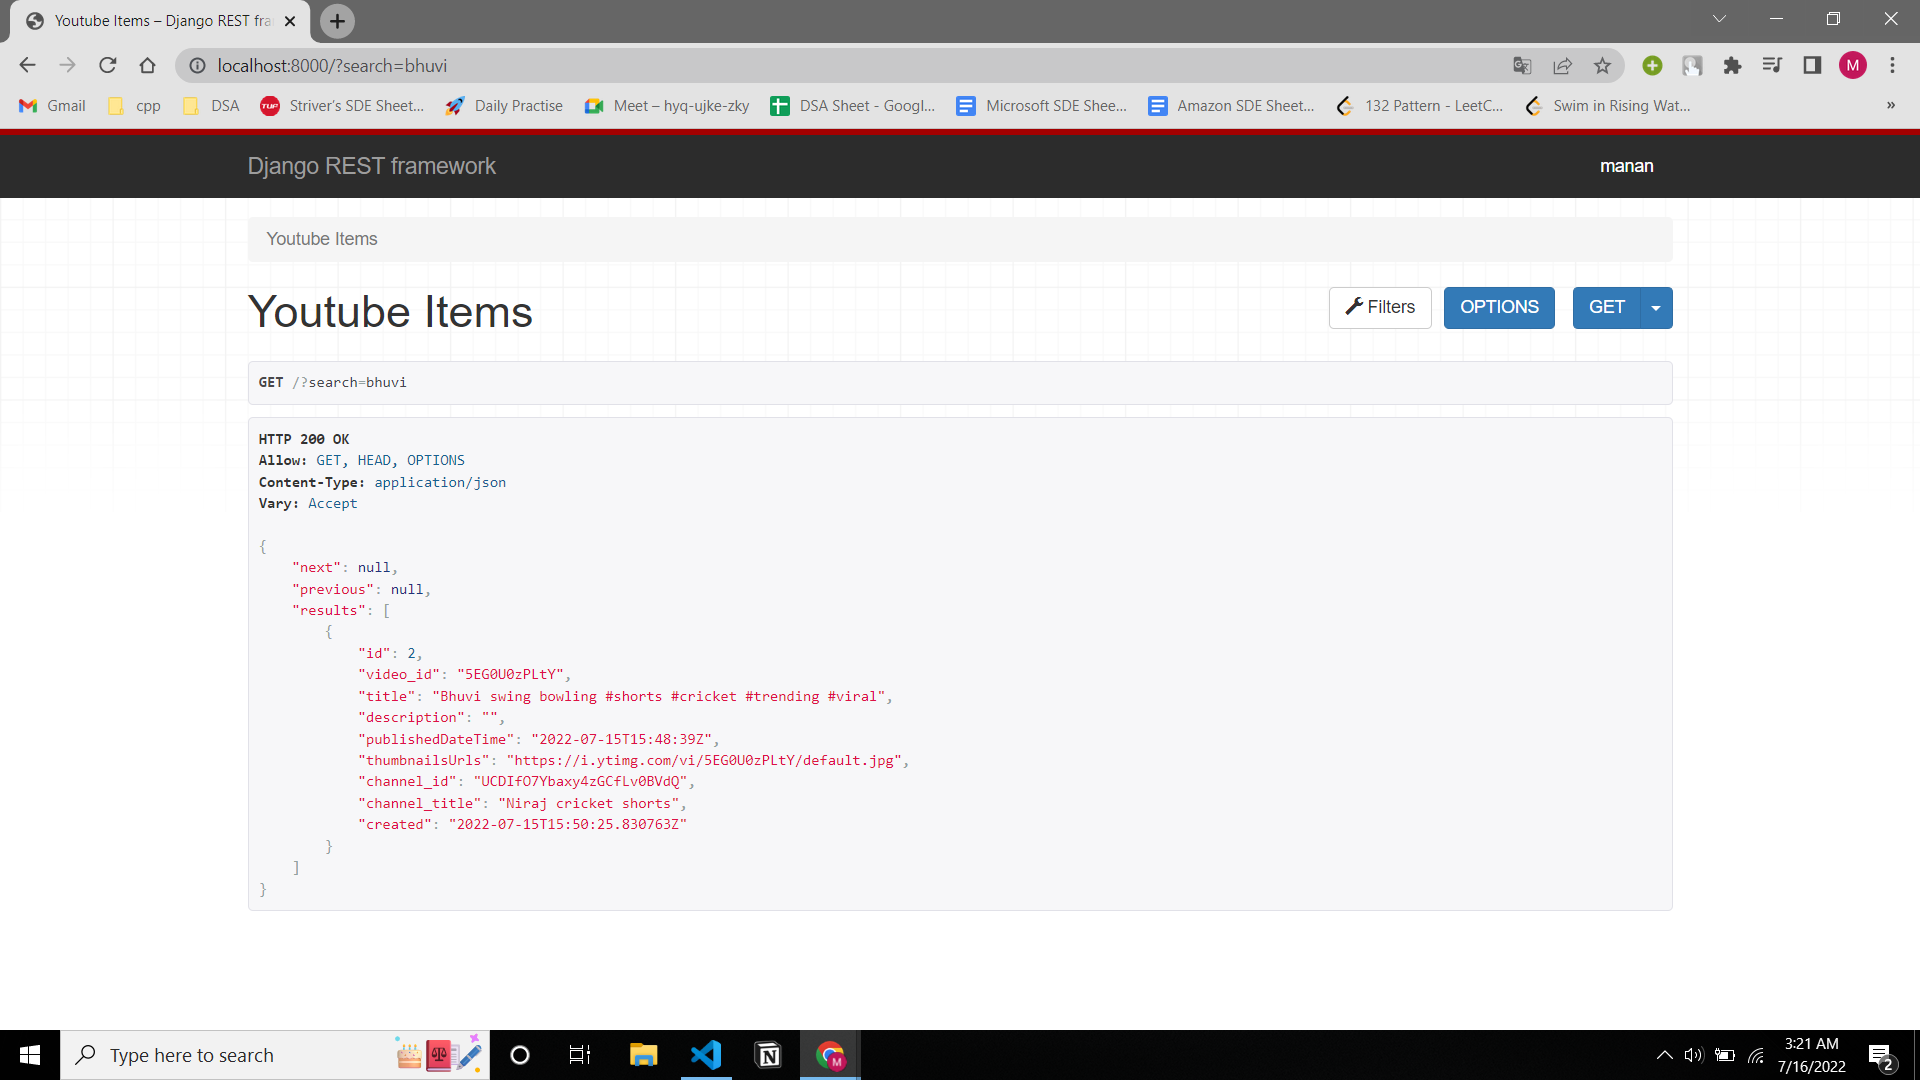 Youtube Items – Django REST fra
localhost:8000/?search=bhuvi
M
Gmail
cpp
DSA
TUF
Striver's SDE Sheet...
Daily Practise
Meet – hyq-ujke-zky
DSA Sheet - Googl...
Microsoft SDE Shee...
Amazon SDE Sheet...
132 Pattern - LeetC...
Swim in Rising Wat...
»
Django REST framework
manan
Youtube Items
Youtube Items
Filters
OPTIONS
GET
GET /?search=bhuvi
HTTP 200 OK
Allow: GET, HEAD, OPTIONS
Content-Type: application/json
Vary: Accept
{
"next": null,
"previous": null,
"results": [
{
"id": 2,
"video_id": "5EG0U0zPLtY",
"title": "Bhuvi swing bowling #shorts #cricket #trending #viral",
"description": "",
"publishedDateTime": "2022-07-15T15:48:39Z",
"thumbnailsUrls": "https://i.ytimg.com/vi/5EG0U0zPLtY/default.jpg",
"channel_id": "UCDIfO7Ybaxy4zGCfLv0BVdQ",
"channel_title": "Niraj cricket shorts",
"created": "2022-07-15T15:50:25.830763Z"
}
]
}
Type here to search
N
M
3:21 AM
7/16/2022
2